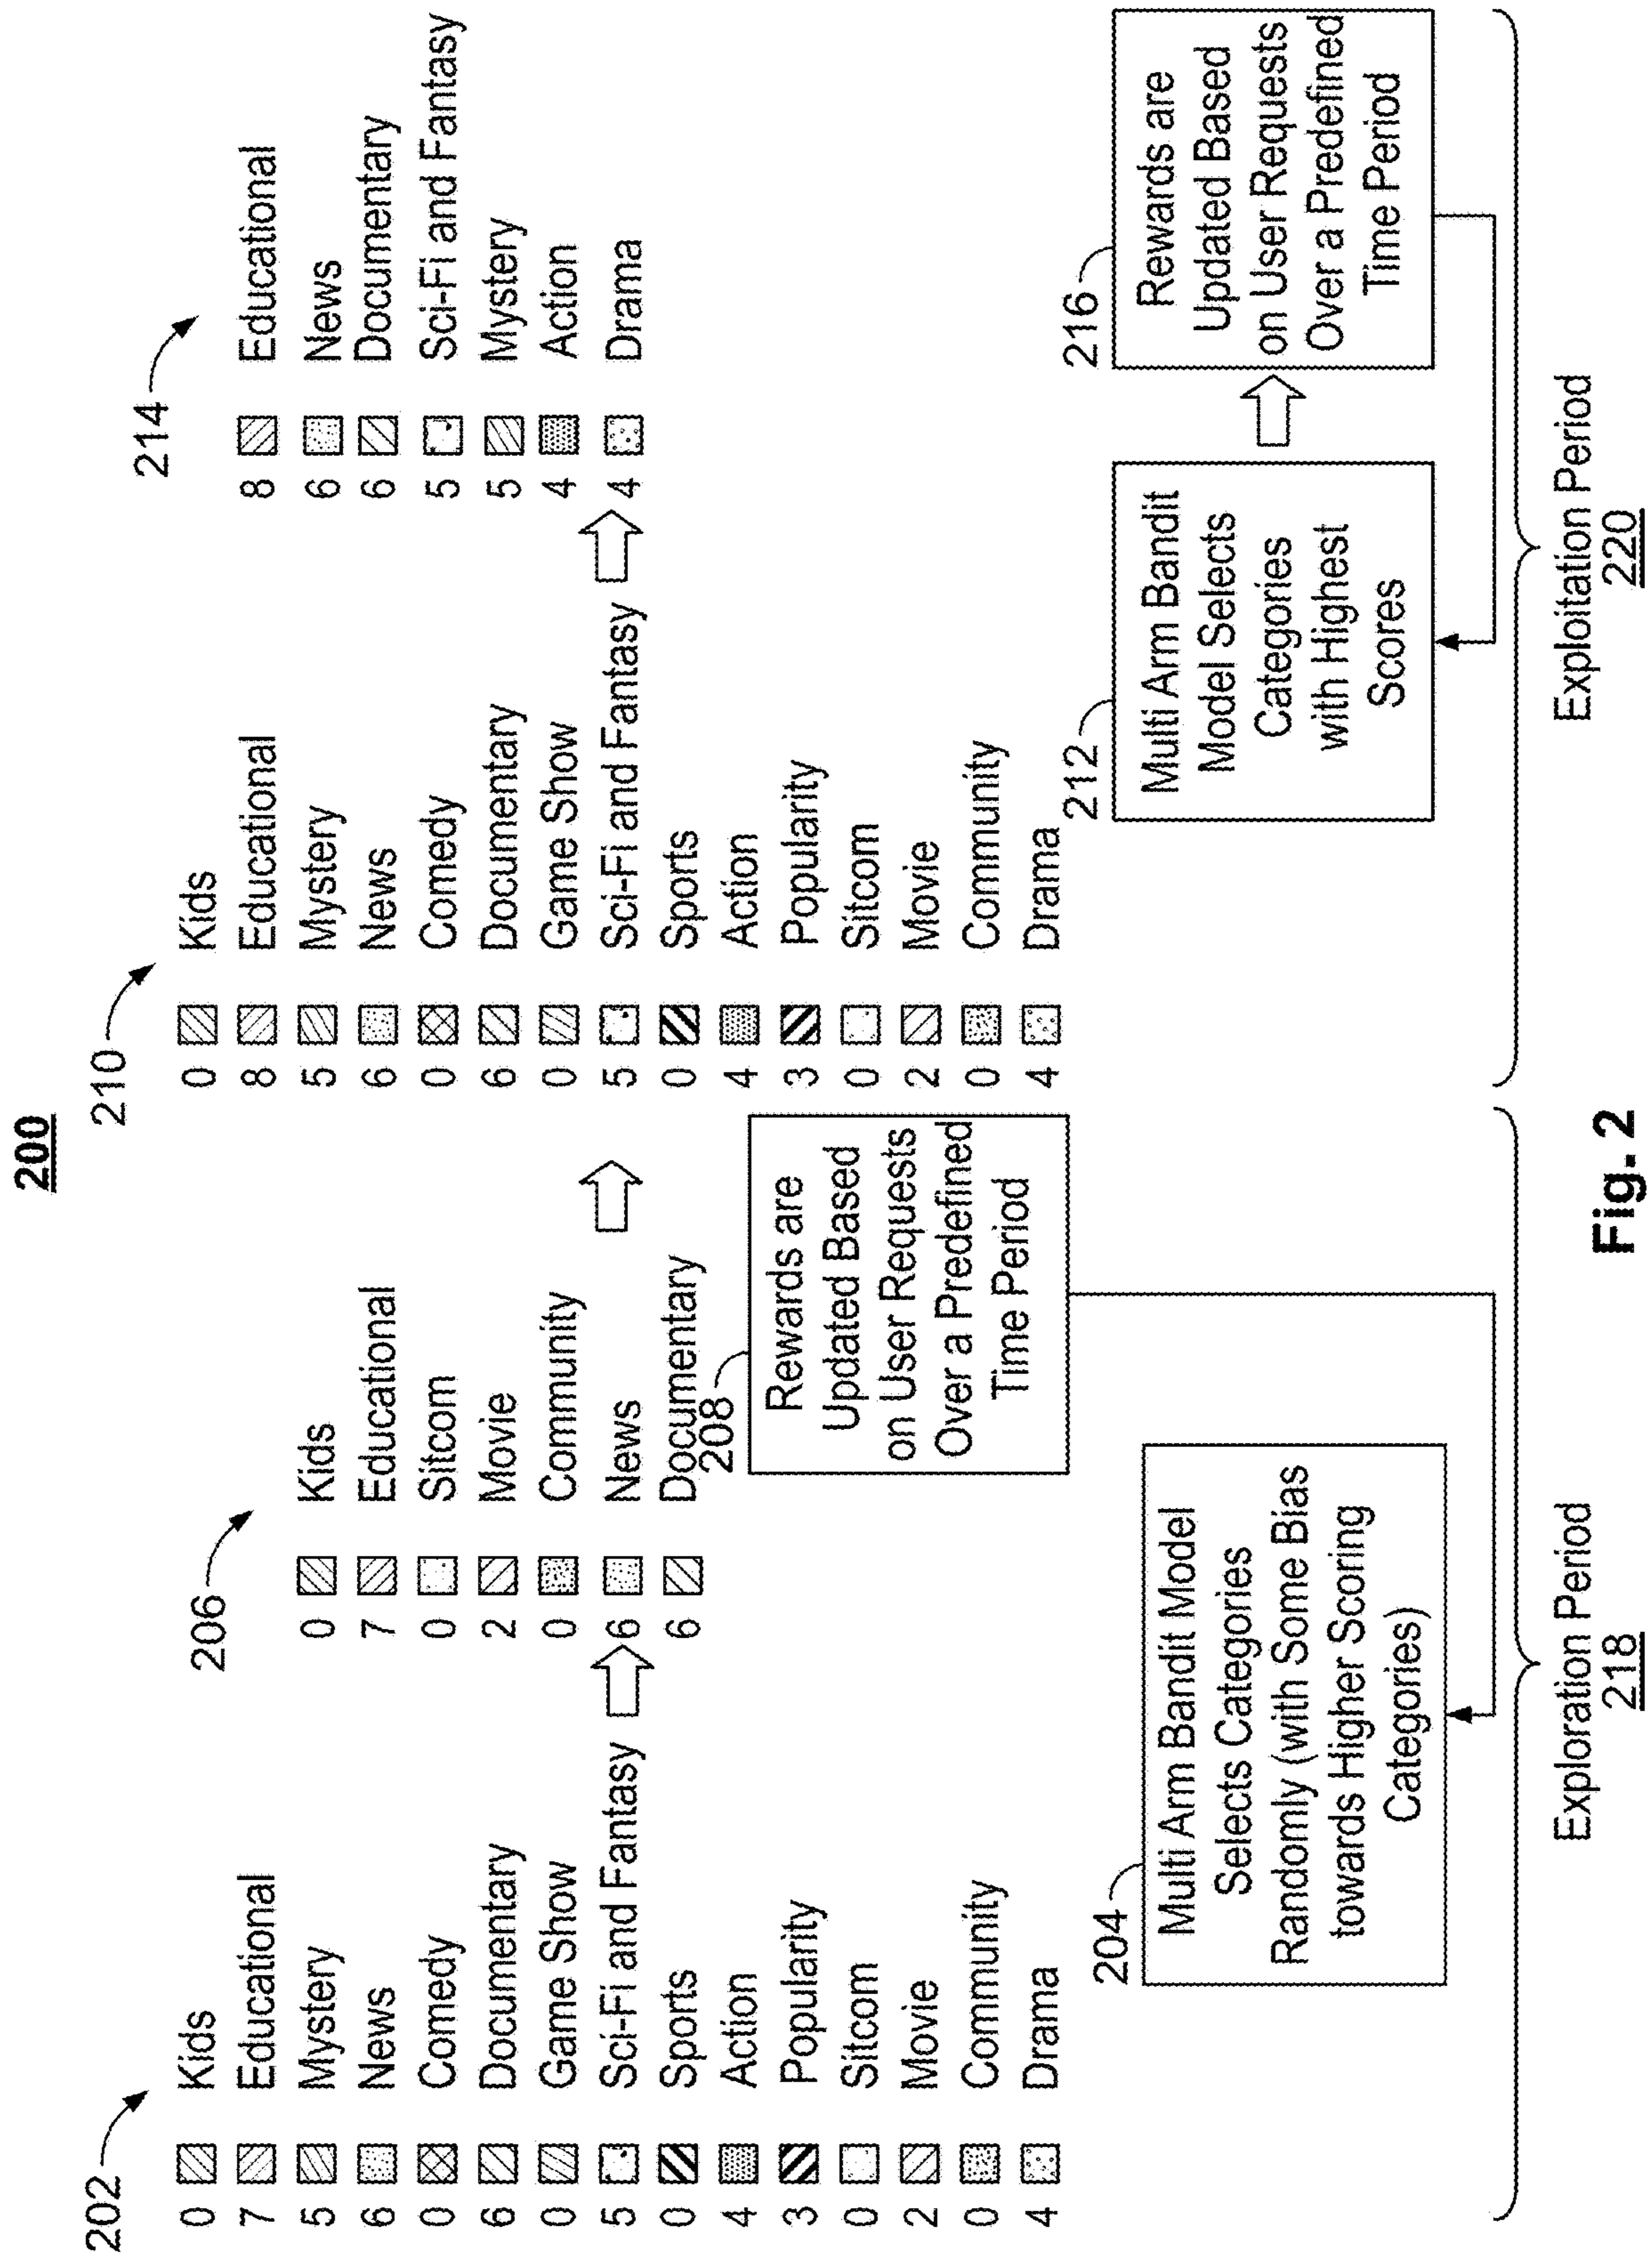 200
202
0 Kids
7 Educational
5 Mystery
6 News
0 Comedy
6 Documentary
0 Game Show
5 Sci-Fi and Fantasy
0 Sports
4 Action
3 Popularity
0 Sitcom
2 Movie
0 Community
4 Drama
204
Multi Arm Bandit Model
Selects Categories
Randomly (with Some Bias
towards Higher Scoring
Categories)
206
0 Kids
7 Educational
0 Sitcom
2 Movie
0 Community
6 News
6 Documentary
208
Rewards are
Updated Based
on User Requests
Over a Predefined
Time Period
Exploration Period
218
210
0 Kids
8 Educational
5 Mystery
6 News
0 Comedy
6 Documentary
0 Game Show
5 Sci-Fi and Fantasy
0 Sports
4 Action
3 Popularity
0 Sitcom
2 Movie
0 Community
4 Drama
212
Multi Arm Bandit
Model Selects
Categories
with Highest
Scores
214
8 Educational
6 News
6 Documentary
5 Sci-Fi and Fantasy
5 Mystery
4 Action
4 Drama
216
Rewards are
Updated Based
on User Requests
Over a Predefined
Time Period
Exploitation Period
220
Fig. 2